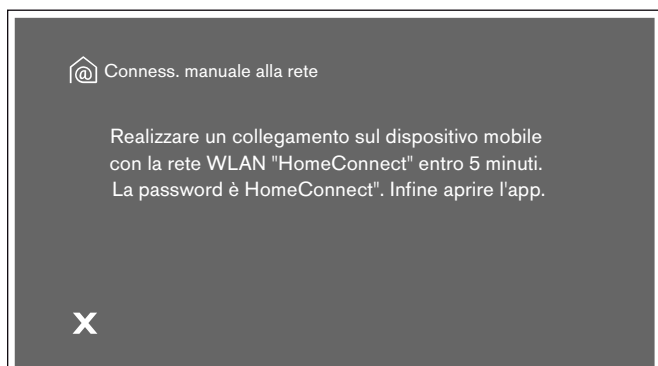 Conness. manuale alla rete
Realizzare un collegamento sul dispositivo mobile
con la rete WLAN "HomeConnect" entro 5 minuti.
La password è HomeConnect". Infine aprire l'app.
X